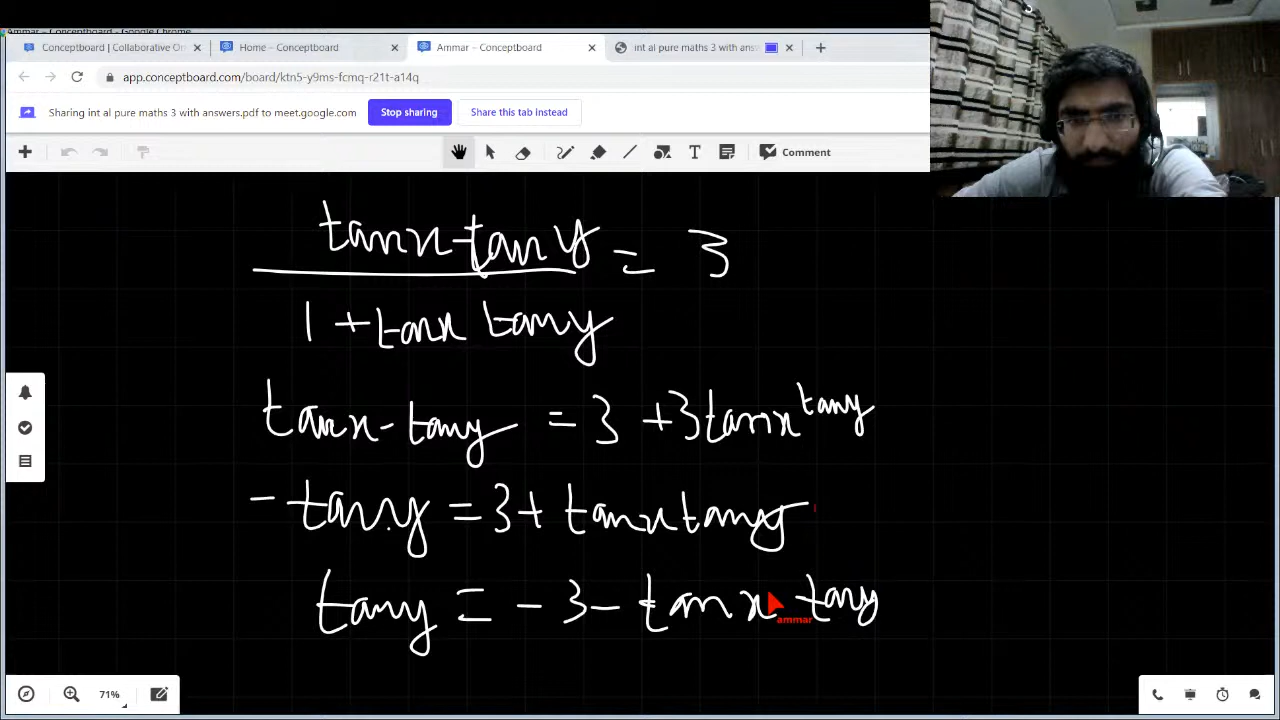 Ammar – Conceptboard - Google Chrome
Conceptboard | Collaborative On
Home – Conceptboard
Ammar – Conceptboard
int al pure maths 3 with answ
app.conceptboard.com/board/ktn5-y9ms-fcmq-r21t-a14q
Sharing int al pure maths 3 with answers.pdf to meet.google.com
Stop sharing
Share this tab instead
T
Comment
tanx - tany = 3
1 + tanx tany
tanx - tany = 3 + 3tanx tany
- tany = 3 + tanx tany
tany = - 3 - tanx tany
ammar
71%